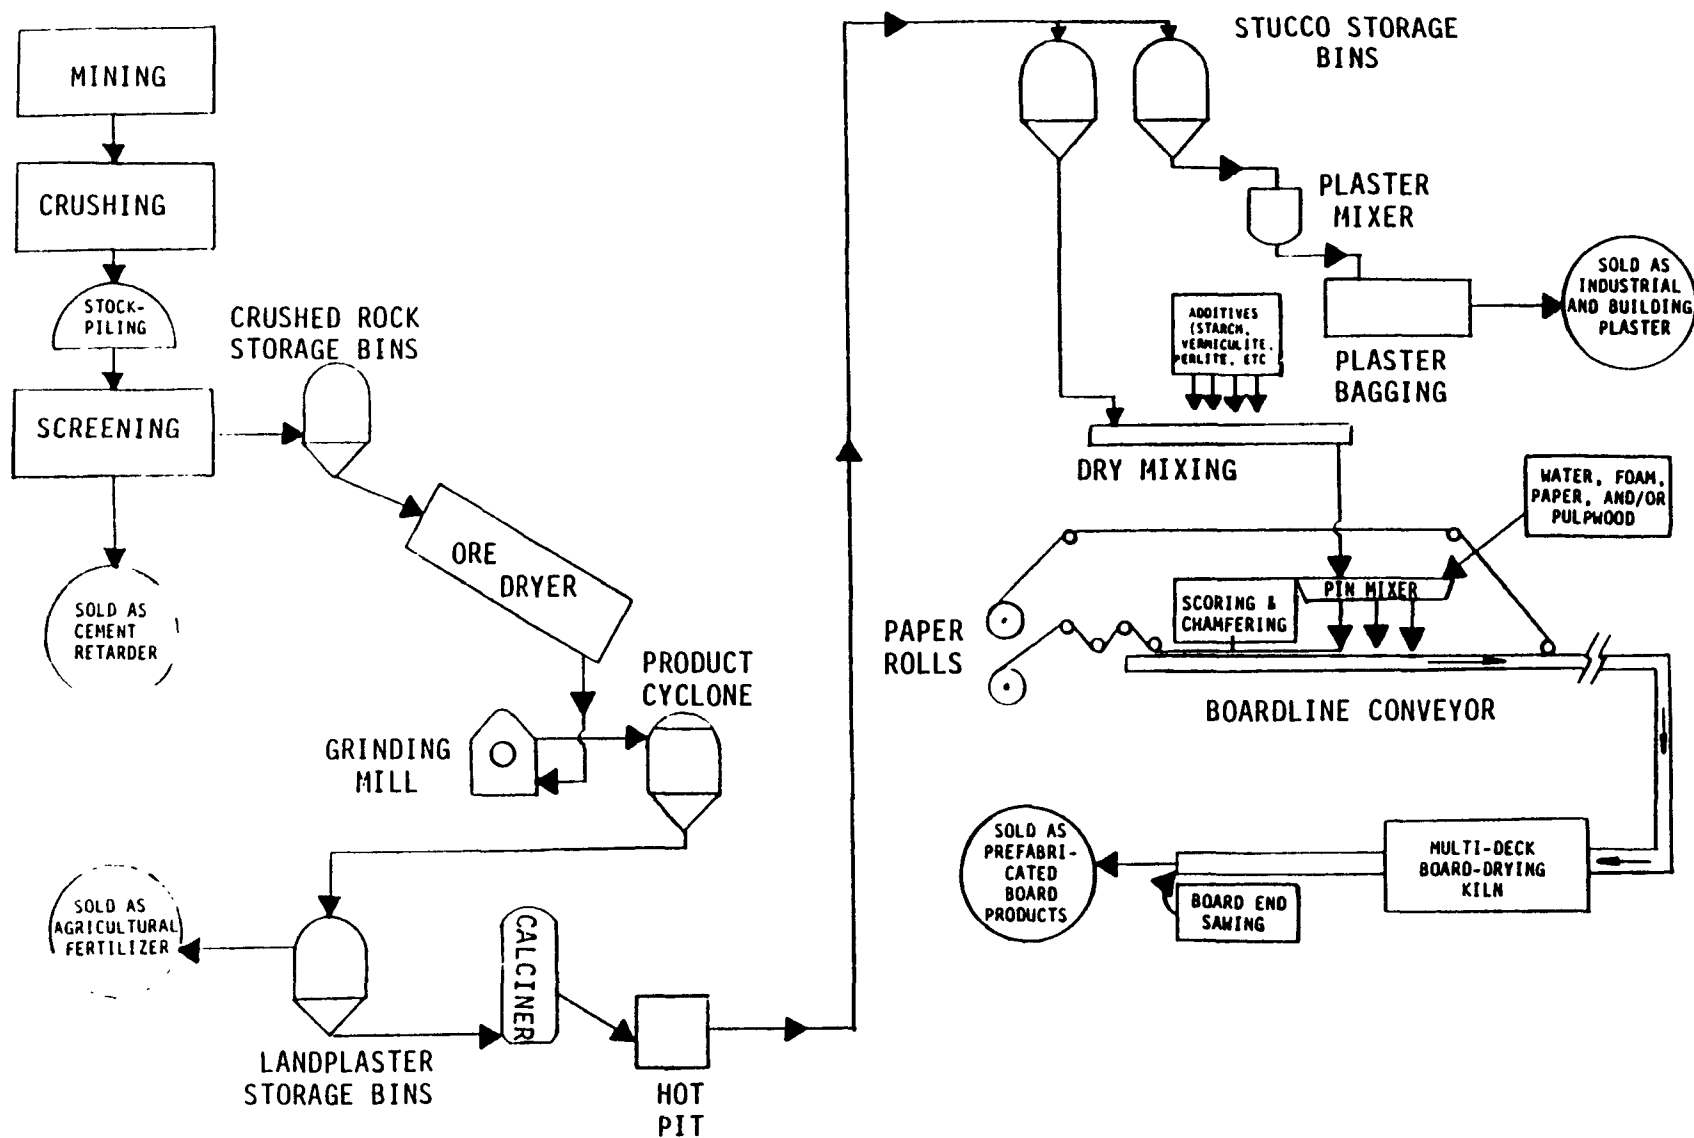 MINING
CRUSHING
STOCK-
PILING
SCREENING
CRUSHED ROCK
STORAGE BINS
SOLD AS
CEMENT
RETARDER
ORE
DRYER
PRODUCT
CYCLONE
GRINDING
MILL
SOLD AS
AGRICULTURAL
FERTILIZER
LANDPLASTER
STORAGE BINS
CALCINER
HOT
PIT
STUCCO STORAGE
BINS
PLASTER
MIXER
SOLD AS
INDUSTRIAL
AND BUILDING
PLASTER
PLASTER
BAGGING
ADDITIVES
(STARCH,
VERMICULITE,
PERLITE, ETC
DRY MIXING
WATER, FOAM,
PAPER, AND/OR
PULPWOOD
PIN MIXER
SCORING &
CHAMFERING
PAPER
ROLLS
BOARDLINE CONVEYOR
MULTI-DECK
BOARD-DRYING
KILN
BOARD END
SAWING
SOLD AS
PREFABRI-
CATED
BOARD
PRODUCTS